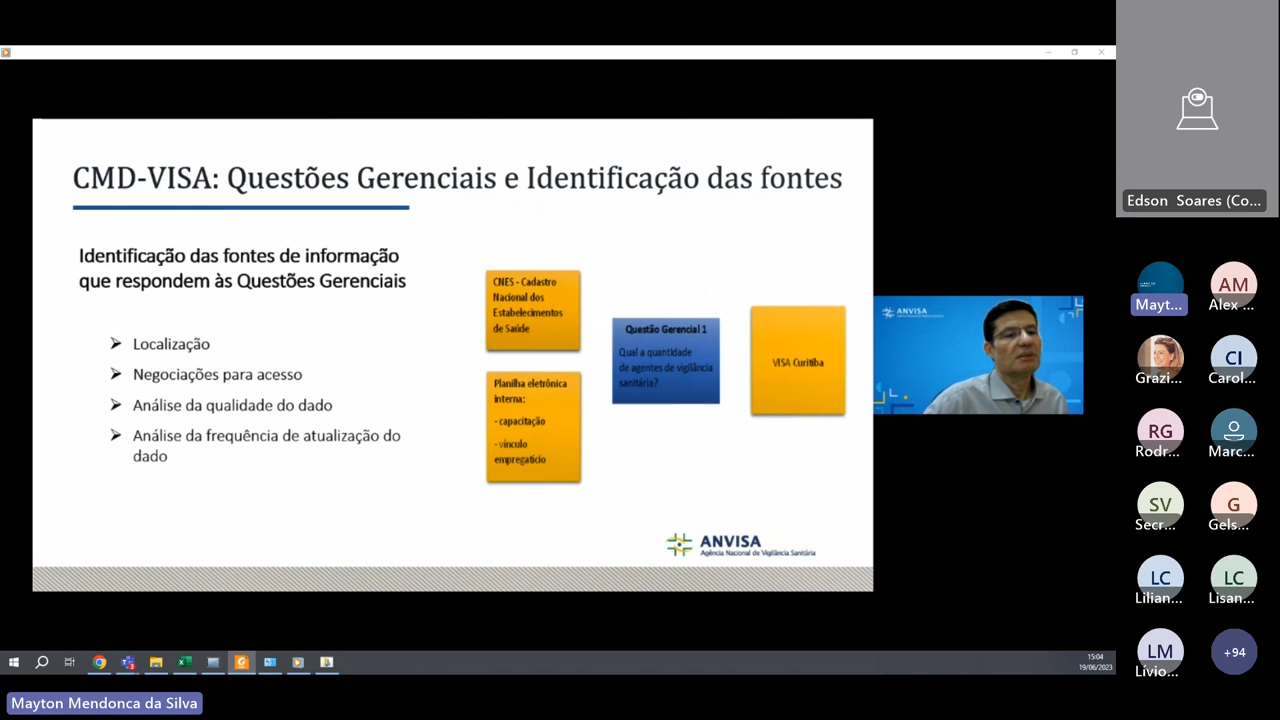 CMD-VISA: Questões Gerenciais e Identificação das fontes
Identificação das fontes de informação
que respondem às Questões Gerenciais
Localização
Negociações para acesso
Análise da qualidade do dado
Análise da frequência de atualização do
dado
CNES - Cadastro
Nacional dos
Estabelecimentos
de Saúde
Planilha eletrônica
interna:
- capacitação
- vínculo
empregatício
Questão Gerencial 1
Qual a quantidade
de agentes de vigilância
sanitária?
VISA Curitiba
ANVISA
Agência Nacional de Vigilância Sanitária
ANVISA
Edson Soares (Co...
Mayt...
AM
Alex ...
Grazi...
CI
Carol...
RG
Rodr...
Marc...
SV
Secr...
G
Gels...
LC
Lilian...
LC
Lisan...
LM
Lívio...
+94
15:04
19/06/2023
Mayton Mendonca da Silva